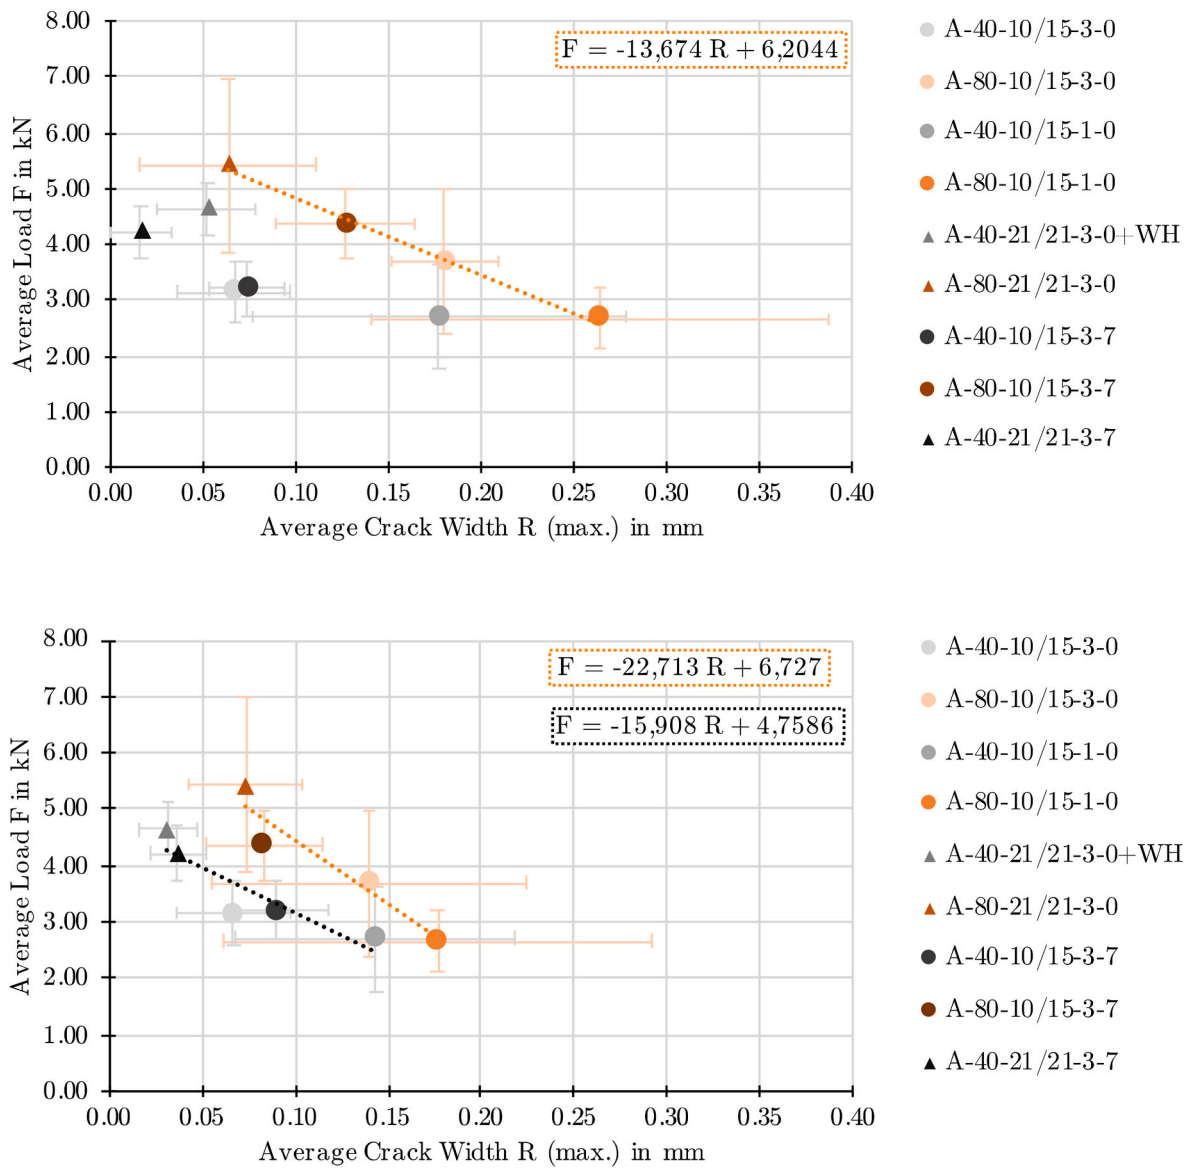 8.00
7.00
6.00
5.00
4.00
3.00
2.00
1.00
0.00
Average Load F in kN
F = -13,674 R + 6,2044
0.00 0.05 0.10 0.15 0.20 0.25 0.30 0.35 0.40
Average Crack Width R (max.) in mm
A-40-10/15-3-0
A-80-10/15-3-0
A-40-10/15-1-0
A-80-10/15-1-0
A-40-21/21-3-0+WH
A-80-21/21-3-0
A-40-10/15-3-7
A-80-10/15-3-7
A-40-21/21-3-7
8.00
7.00
6.00
5.00
4.00
3.00
2.00
1.00
0.00
Average Load F in kN
F = -22,713 R + 6,727
F = -15,908 R + 4,7586
0.00 0.05 0.10 0.15 0.20 0.25 0.30 0.35 0.40
Average Crack Width R (max.) in mm
A-40-10/15-3-0
A-80-10/15-3-0
A-40-10/15-1-0
A-80-10/15-1-0
A-40-21/21-3-0+WH
A-80-21/21-3-0
A-40-10/15-3-7
A-80-10/15-3-7
A-40-21/21-3-7